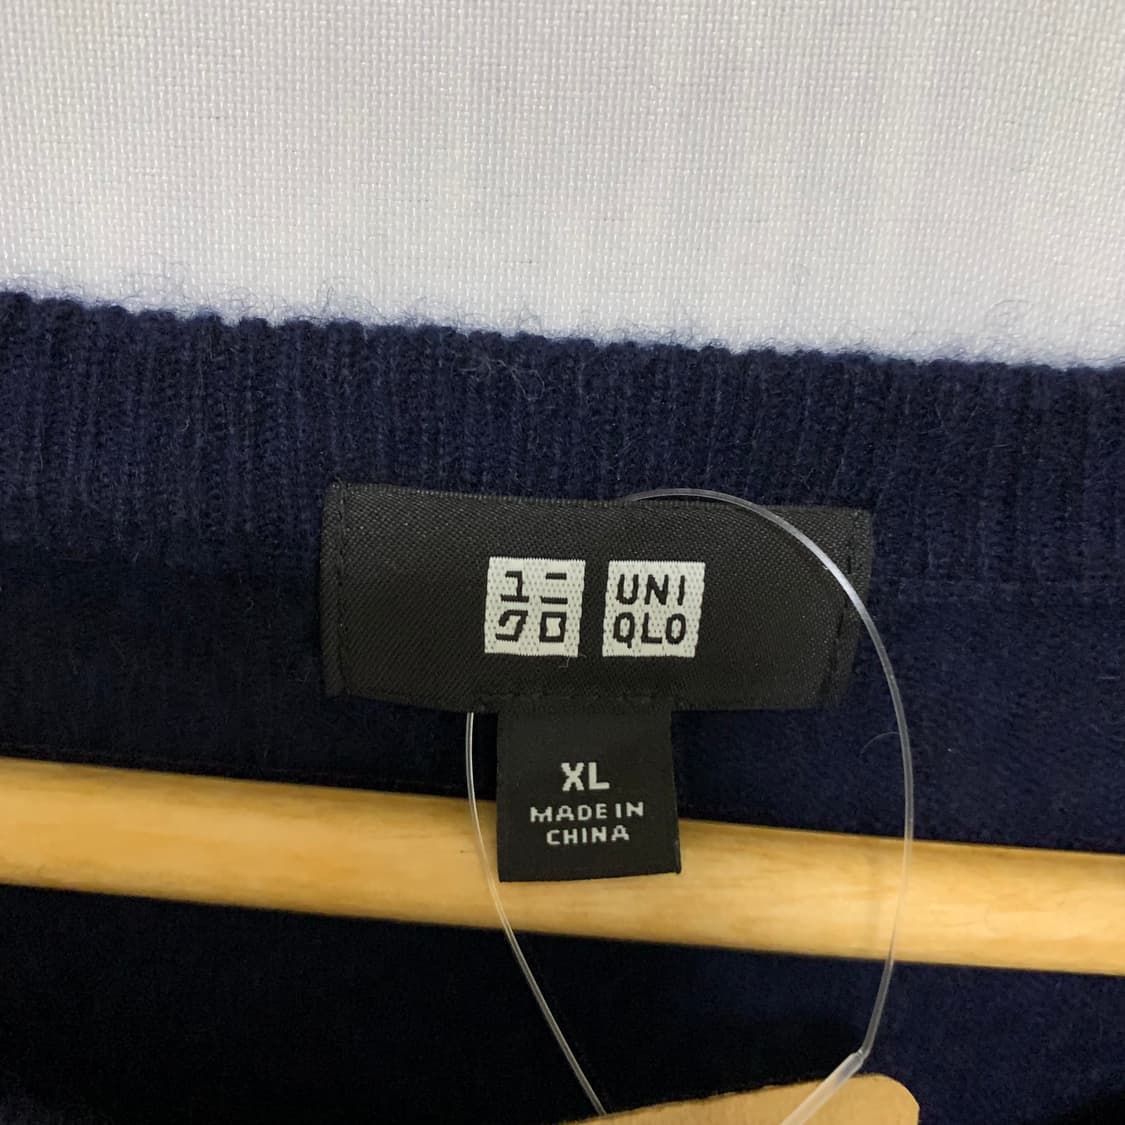 ユニ UNI
クロ QLO
XL
MADE IN
CHINA